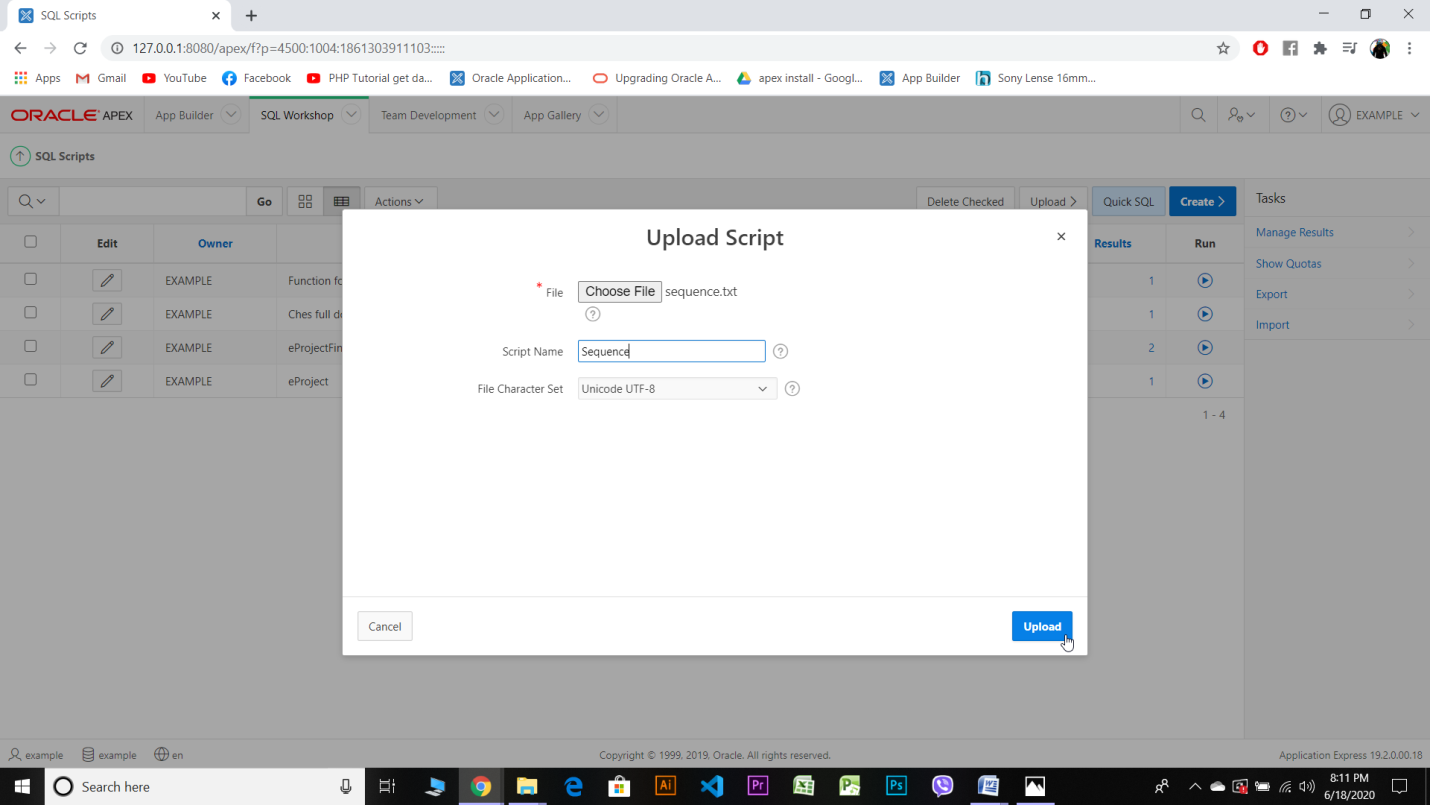 SQL Scripts
127.0.0.1:8080/apex/f?p=4500:1004:1861303911103:::::
Apps Gmail YouTube Facebook PHP Tutorial get da... Oracle Application... Upgrading Oracle A... apex install - Googl... App Builder Sony Lense 16mm...
ORACLE APEX App Builder SQL Workshop Team Development App Gallery EXAMPLE
SQL Scripts
Go Actions Delete Checked Upload Quick SQL Create Tasks
Upload Script
Edit Owner Results Run Manage Results
EXAMPLE Function fo 1 Show Quotas
* File Choose File sequence.txt Export
EXAMPLE Ches full d 1 Import
Script Name Sequence
EXAMPLE eProjectFin 2
EXAMPLE eProject 1
File Character Set Unicode UTF-8
1 - 4
Cancel Upload
example example en Copyright © 1999, 2019, Oracle. All rights reserved. Application Express 19.2.0.00.18
Search here Ai Pr Ps 8:11 PM
6/18/2020